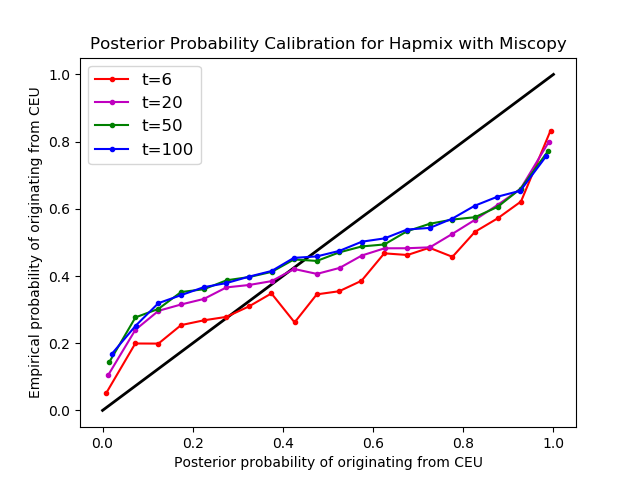 Posterior Probability Calibration for Hapmix with Miscopy
Empirical probability of originating from CEU
1.0
0.8
0.6
0.4
0.2
0.0
t=6
t=20
t=50
t=100
0.0 0.2 0.4 0.6 0.8 1.0
Posterior probability of originating from CEU